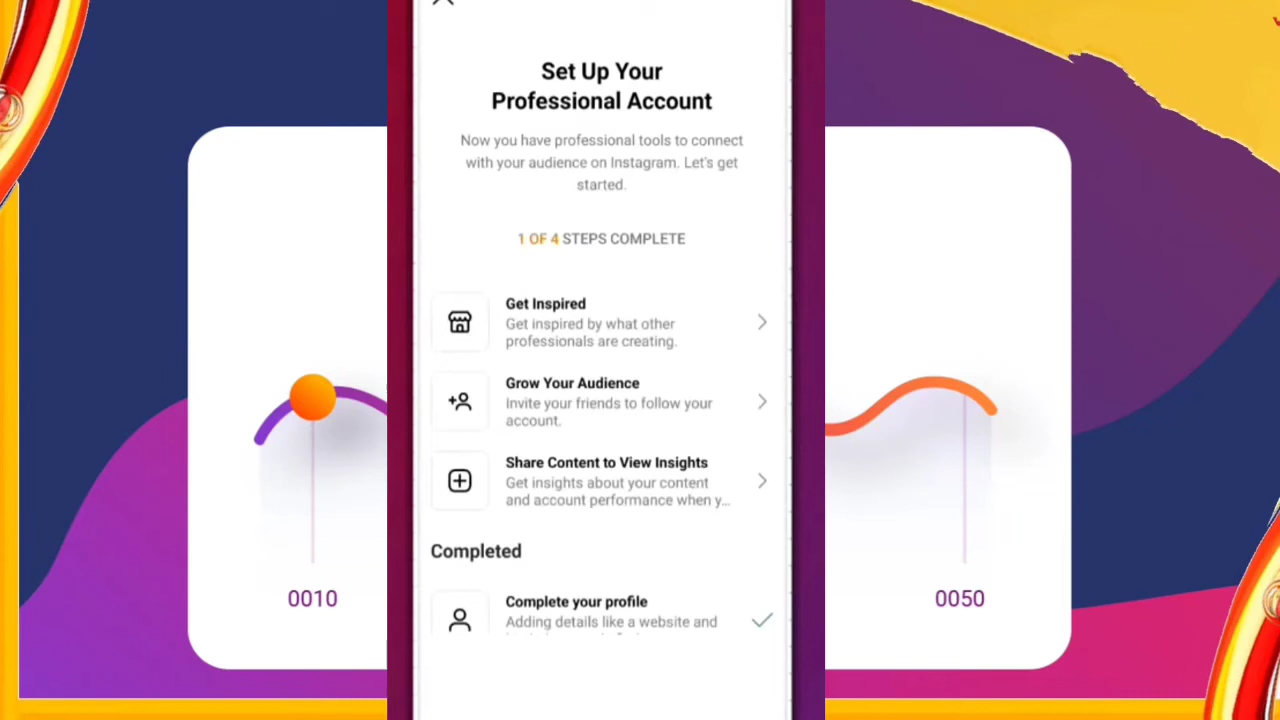 Set Up Your
Professional Account
Now you have professional tools to connect
with your audience on Instagram. Let's get
started.
1 OF 4 STEPS COMPLETE
Get Inspired
Get inspired by what other
professionals are creating.
Grow Your Audience
Invite your friends to follow your
account.
Share Content to View Insights
Get insights about your content
and account performance when y...
Completed
Complete your profile
Adding details like a website and
0010
0050